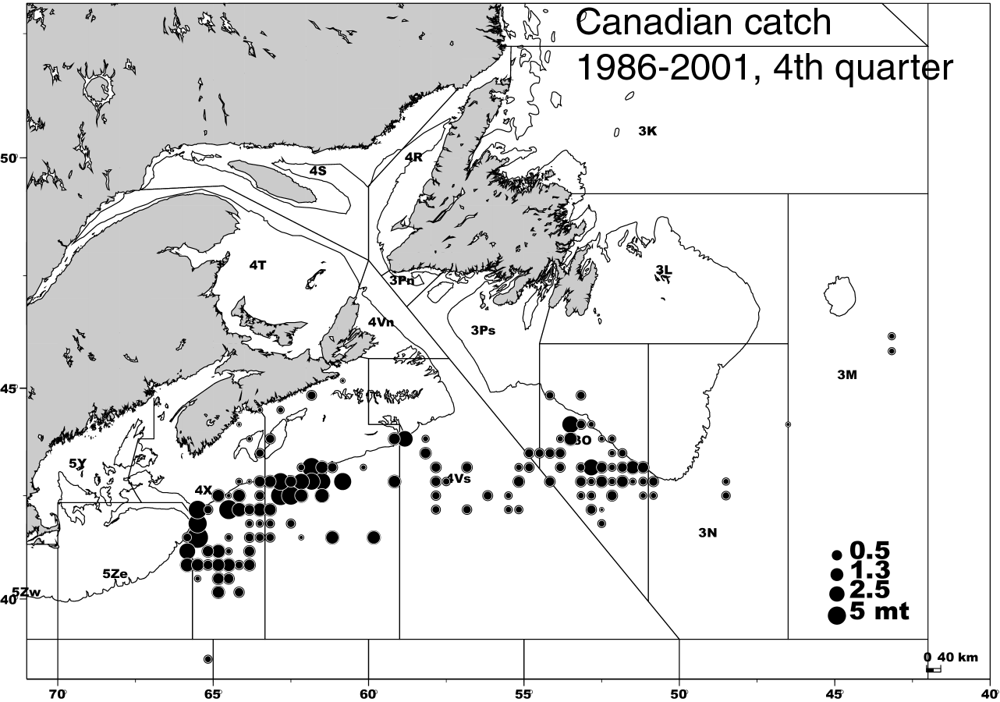 Canadian catch
1986-2001, 4th quarter
3K
50°
4R
4S
4T
3L
3Pn
4Vn
3Ps
3M
45°
3O
5Y
4Vs
4X
3N
0.5
1.3
5Ze
2.5
5Zw
40°
5 mt
0 40 km
70° 65° 60° 55° 50° 45° 40°